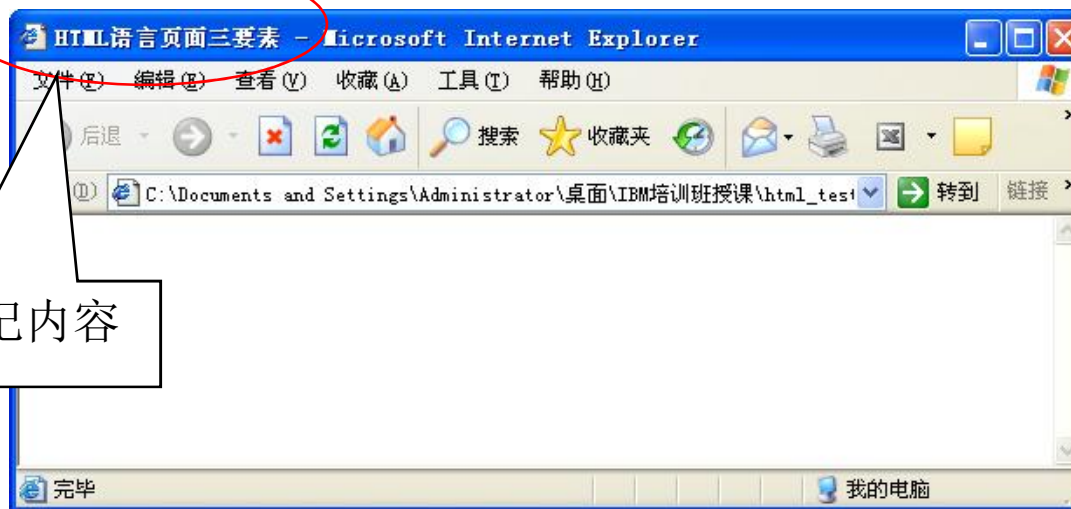 HTML语言页面三要素 - Microsoft Internet Explorer
文件(F) 编辑(E) 查看(V) 收藏(A) 工具(T) 帮助(H)
后退 搜索 收藏夹
(D) C:\Documents and Settings\Administrator\桌面\IBM培训班授课\html_test 转到 链接
记内容
完毕 我的电脑